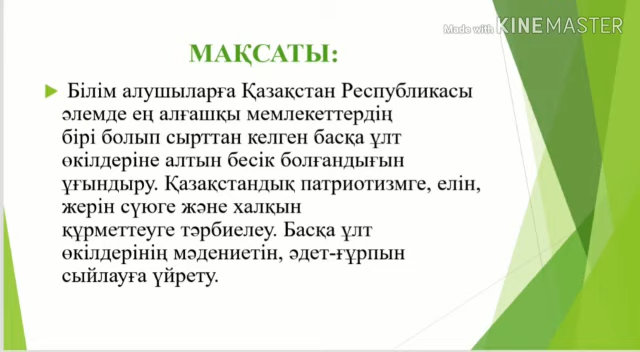 Made with KINEMASTER
МАҚСАТЫ:
Білім алушыларға Қазақстан Республикасы
әлемде ең алғашқы мемлекеттердің
бірі болып сырттан келген басқа ұлт
өкілдеріне алтын бесік болғандығын
ұғындыру. Қазақстандық патриотизмге, елін,
жерін сүюге және халқын
құрметтеуге тәрбиелеу. Басқа ұлт
өкілдерінің мәдениетін, әдет-ғұрпын
сыйлауға үйрету.